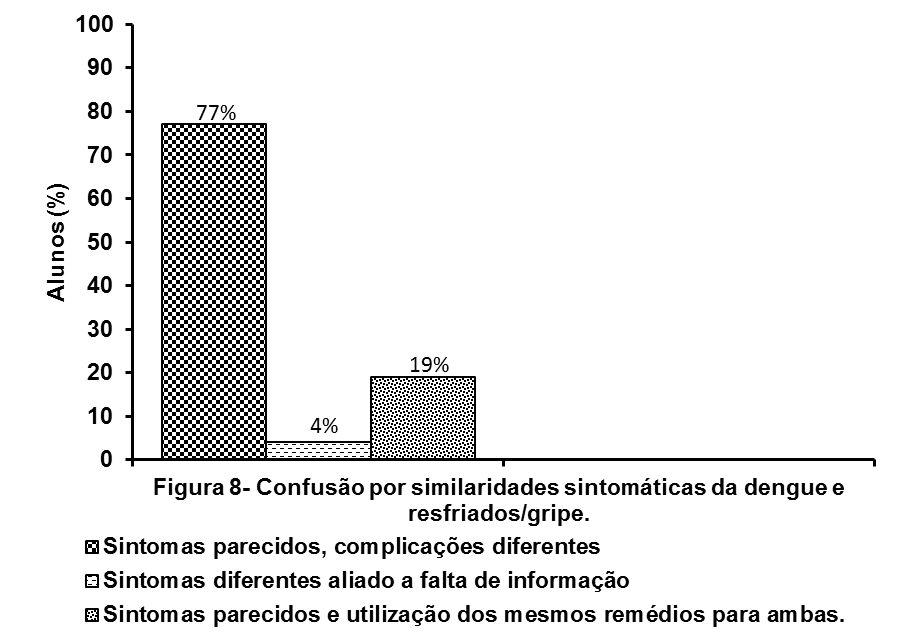 100
90
80
70
60
50
40
30
20
10
0
Alunos (%)
77%
4%
19%
Figura 8- Confusão por similaridades sintomáticas da dengue e
resfriados/gripe.
Sintomas parecidos, complicações diferentes
Sintomas diferentes aliado a falta de informação
Sintomas parecidos e utilização dos mesmos remédios para ambas.